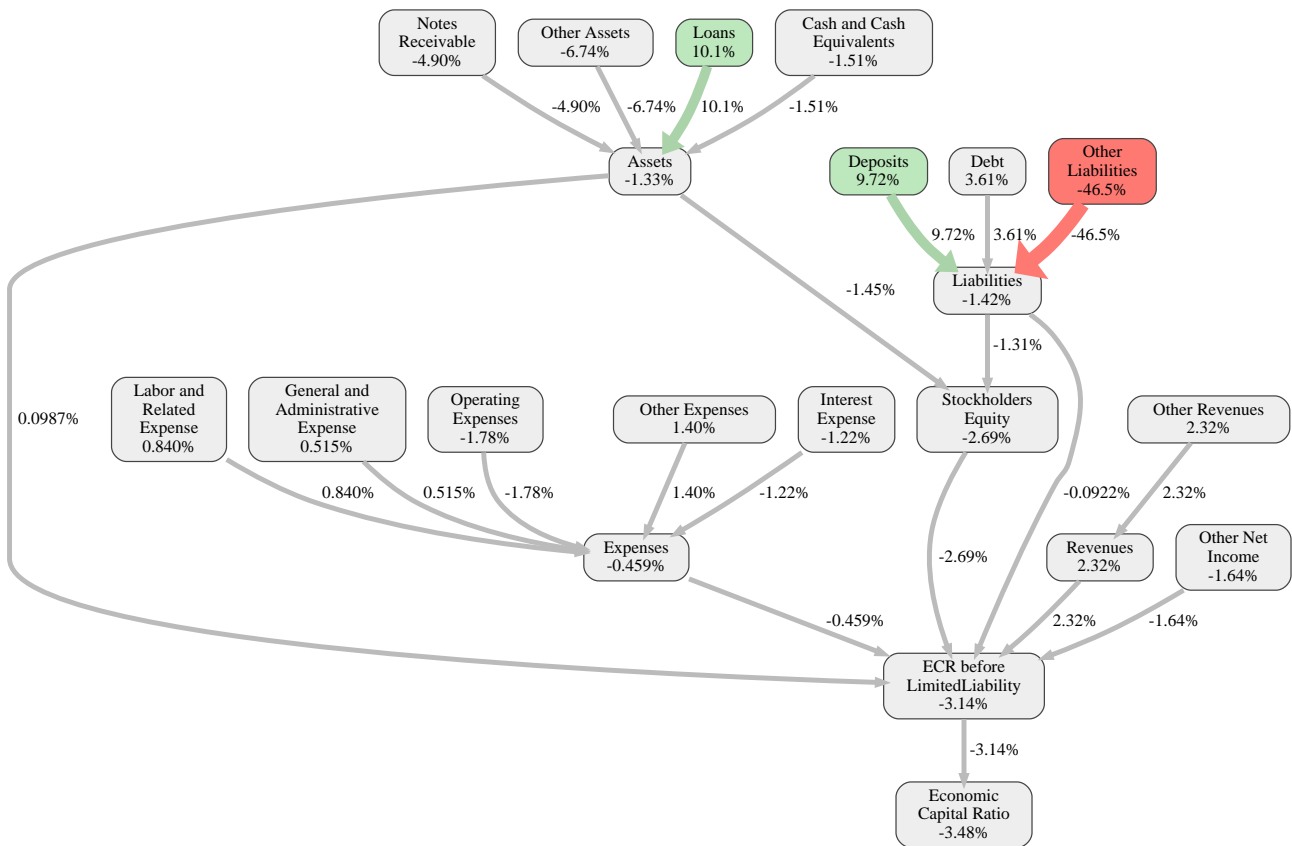 Notes
Receivable
-4.90%
Other Assets
-6.74%
Loans
10.1%
Cash and Cash
Equivalents
-1.51%
-4.90%
-6.74%
10.1%
-1.51%
Assets
-1.33%
Deposits
9.72%
Debt
3.61%
Other
Liabilities
-46.5%
9.72%
3.61%
-46.5%
Liabilities
-1.42%
-1.45%
-1.31%
0.0987%
Labor and
Related
Expense
0.840%
General and
Administrative
Expense
0.515%
Operating
Expenses
-1.78%
Other Expenses
1.40%
Interest
Expense
-1.22%
Stockholders
Equity
-2.69%
Other Revenues
2.32%
0.840%
0.515%
-1.78%
1.40%
-1.22%
-0.0922%
2.32%
Expenses
-0.459%
-2.69%
Revenues
2.32%
Other Net
Income
-1.64%
-0.459%
2.32%
-1.64%
ECR before
LimitedLiability
-3.14%
-3.14%
Economic
Capital Ratio
-3.48%